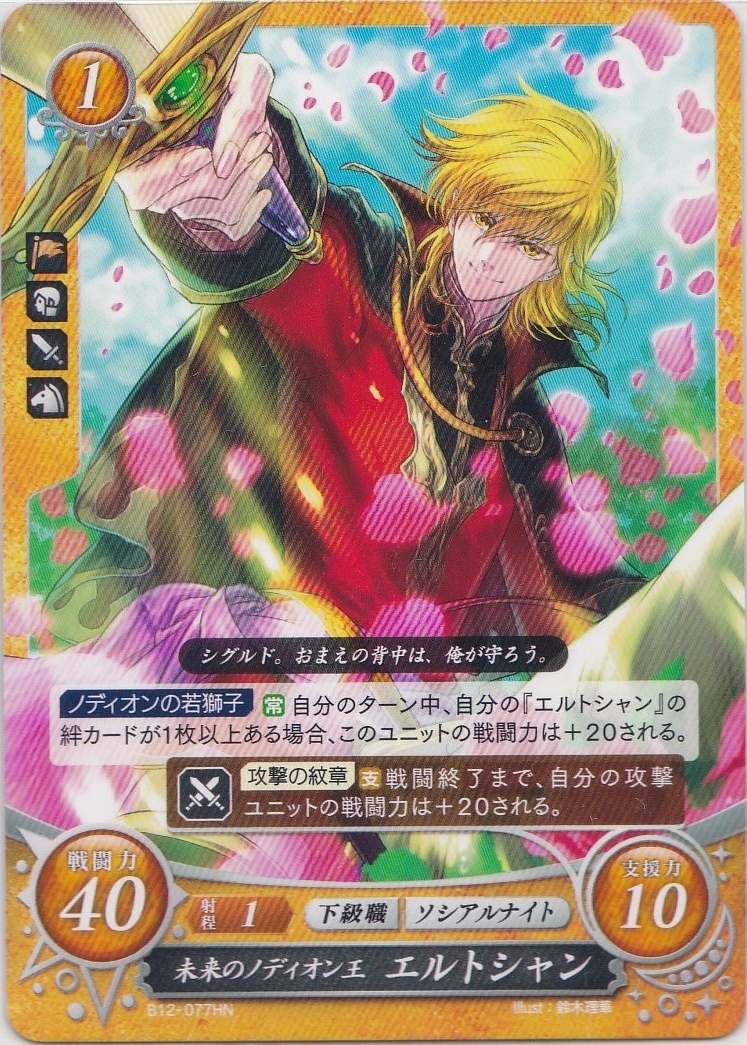 1
シグルド。おまえの背中は、俺が守ろう。
ノディオンの若獅子 常 自分のターン中、自分の『エルトシャン』の
絆カードが1枚以上ある場合、このユニットの戦闘力は+20される。
攻撃の紋章 支 戦闘終了まで、自分の攻撃
ユニットの戦闘力は+20される。
戦闘力
40
射程 1
下級職 ソシアルナイト
支援力
10
未来のノディオン王 エルトシャン
B12-077HN
Illust:鈴木理華